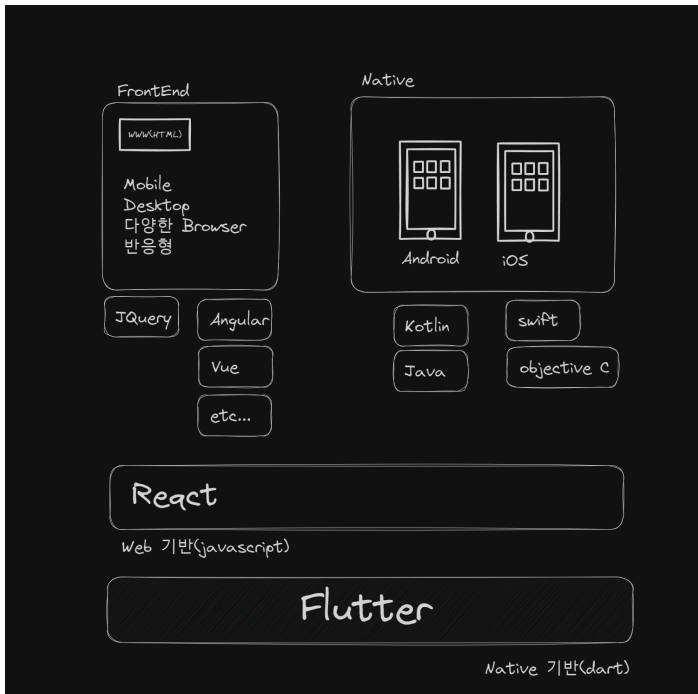 FrontEnd
WWW(HTML)
Mobile
Desktop
다양한 Browser
반응형
JQuery
Angular
Vue
etc...
Native
Android
iOS
Kotlin
Java
swift
objective C
React
Web 기반(javascript)
Flutter
Native 기반(dart)